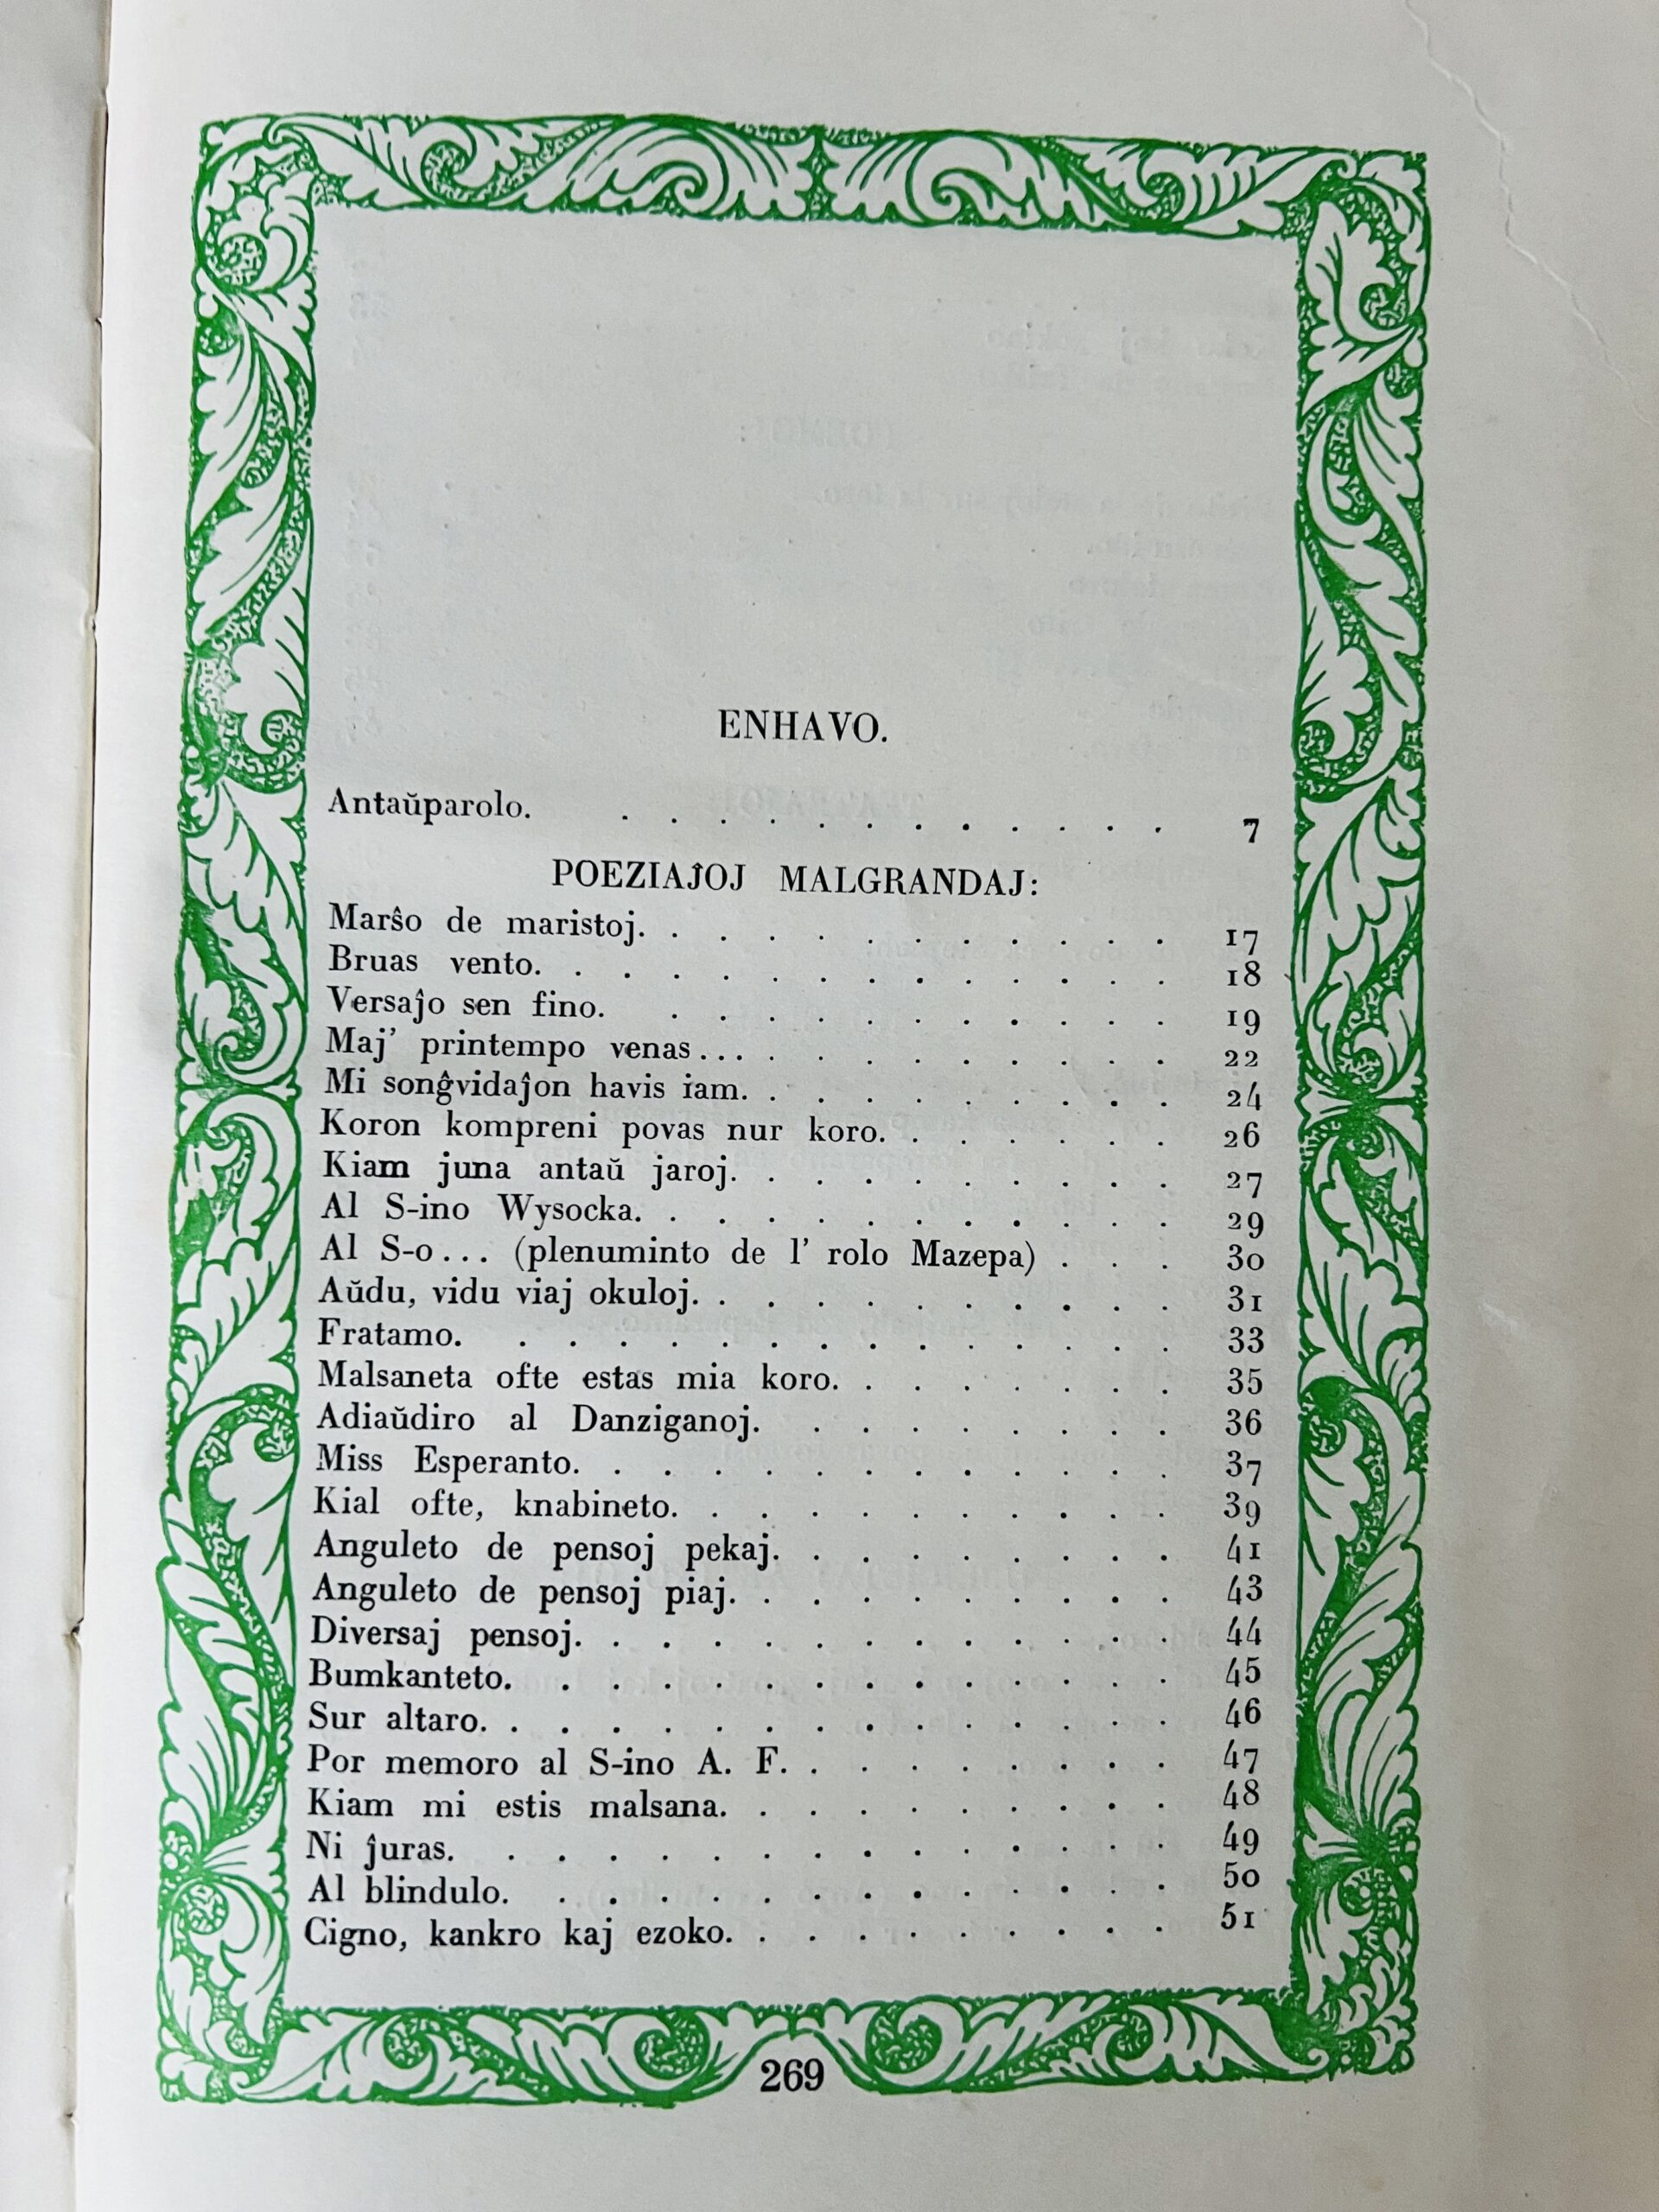 ENHAVO.
Antaŭparolo. . . . . . . . . . . . . 7
POEZIAĴOJ MALGRANDAJ:
Marŝo de maristoj. . . . . . . . . . . . 17
Bruas vento. . . . . . . . . . . . . . 18
Versaĵo sen fino. . . . . . . . . . . . 19
Maj' printempo venas... . . . . . . . . . . 22
Mi sonĝvidaĵon havis iam. . . . . . . . . . 24
Koron kompreni povas nur koro. . . . . . . 26
Kiam juna antaŭ jaroj. . . . . . . . . . 27
Al S-ino Wysocka. . . . . . . . . . . . 29
Al S-o... (plenuminto de l' rolo Mazepa) . . . 30
Aŭdu, vidu viaj okuloj. . . . . . . . . . . 31
Fratamo. . . . . . . . . . . . . . . 33
Malsaneta ofte estas mia koro. . . . . . . . 35
Adiaŭdiro al Danziganoj. . . . . . . . . 36
Miss Esperanto. . . . . . . . . . . . . 37
Kial ofte, knabineto. . . . . . . . . . . 39
Anguleto de pensoj pekaj. . . . . . . . . 41
Anguleto de pensoj piaj. . . . . . . . . . 43
Diversaj pensoj. . . . . . . . . . . . . 44
Bumkanteto. . . . . . . . . . . . . . 45
Sur altaro. . . . . . . . . . . . . . . 46
Por memoro al S-ino A. F. . . . . . . . . 47
Kiam mi estis malsana. . . . . . . . . . 48
Ni ĵuras. . . . . . . . . . . . . . . 49
Al blindulo. . . . . . . . . . . . . . 50
Cigno, kankro kaj ezoko. . . . . . . . . . 51
269